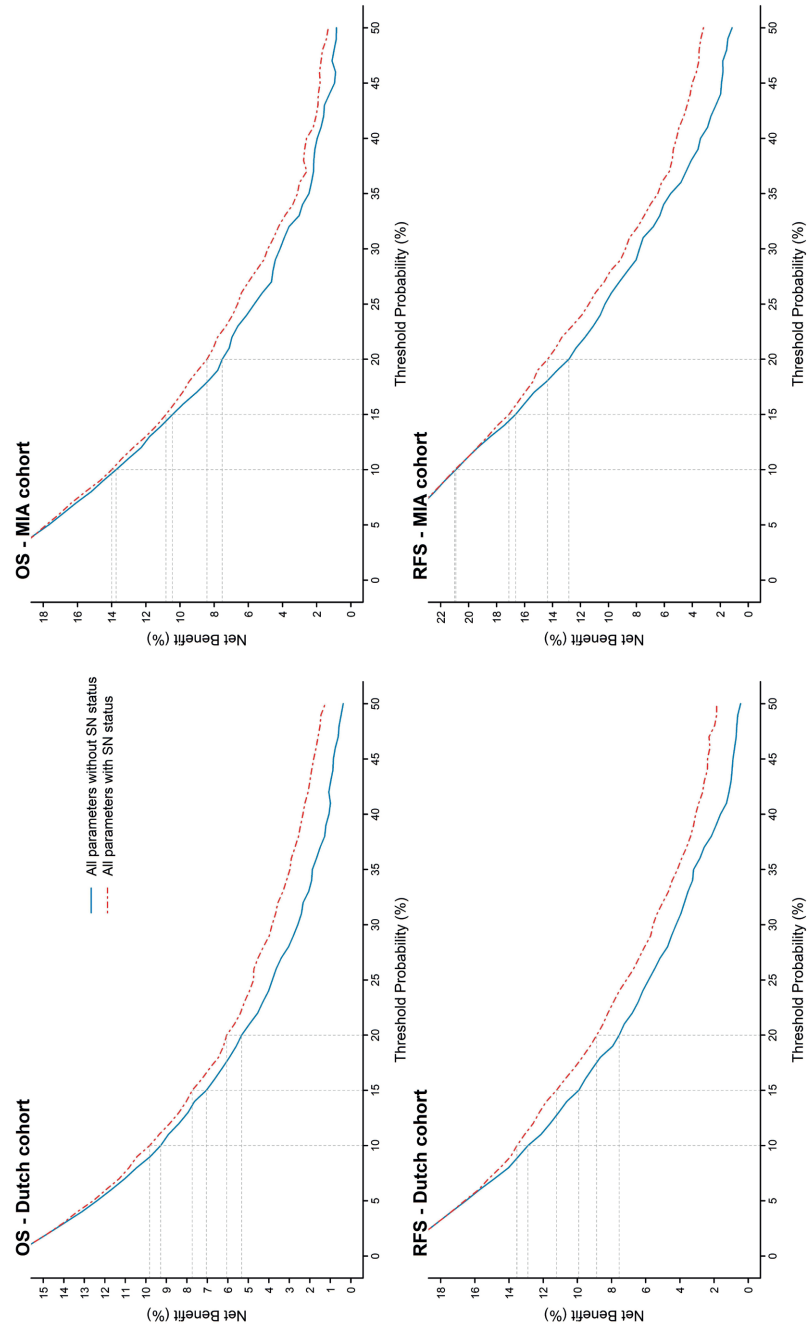 OS - Dutch cohort
Net Benefit (%)
15
14
13
12
11
10
9
8
7
6
5
4
3
2
1
0
0 5 10 15 20 25 30 35 40 45 50
Threshold Probability (%)
All parameters without SN status
All parameters with SN status
OS - MIA cohort
Net Benefit (%)
18
16
14
12
10
8
6
4
2
0
0 5 10 15 20 25 30 35 40 45 50
Threshold Probability (%)
RFS - Dutch cohort
Net Benefit (%)
18
16
14
12
10
8
6
4
2
0
0 5 10 15 20 25 30 35 40 45 50
Threshold Probability (%)
RFS - MIA cohort
Net Benefit (%)
22
20
18
16
14
12
10
8
6
4
2
0
0 5 10 15 20 25 30 35 40 45 50
Threshold Probability (%)